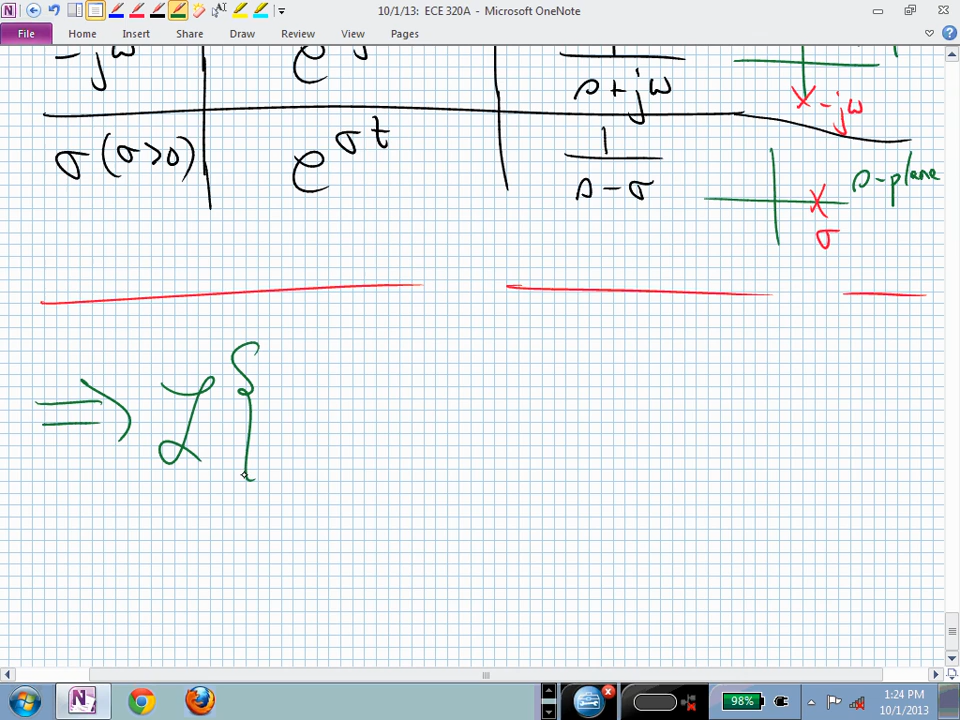 10/1/13: ECE 320A - Microsoft OneNote
File Home Insert Share Draw Review View Pages
-jω
s+jω
x -jω
σ (σ>0) e^{σt} 1/(s-σ) s-plane
x
σ
⇒ ℒ{
98% 1:24 PM
10/1/2013